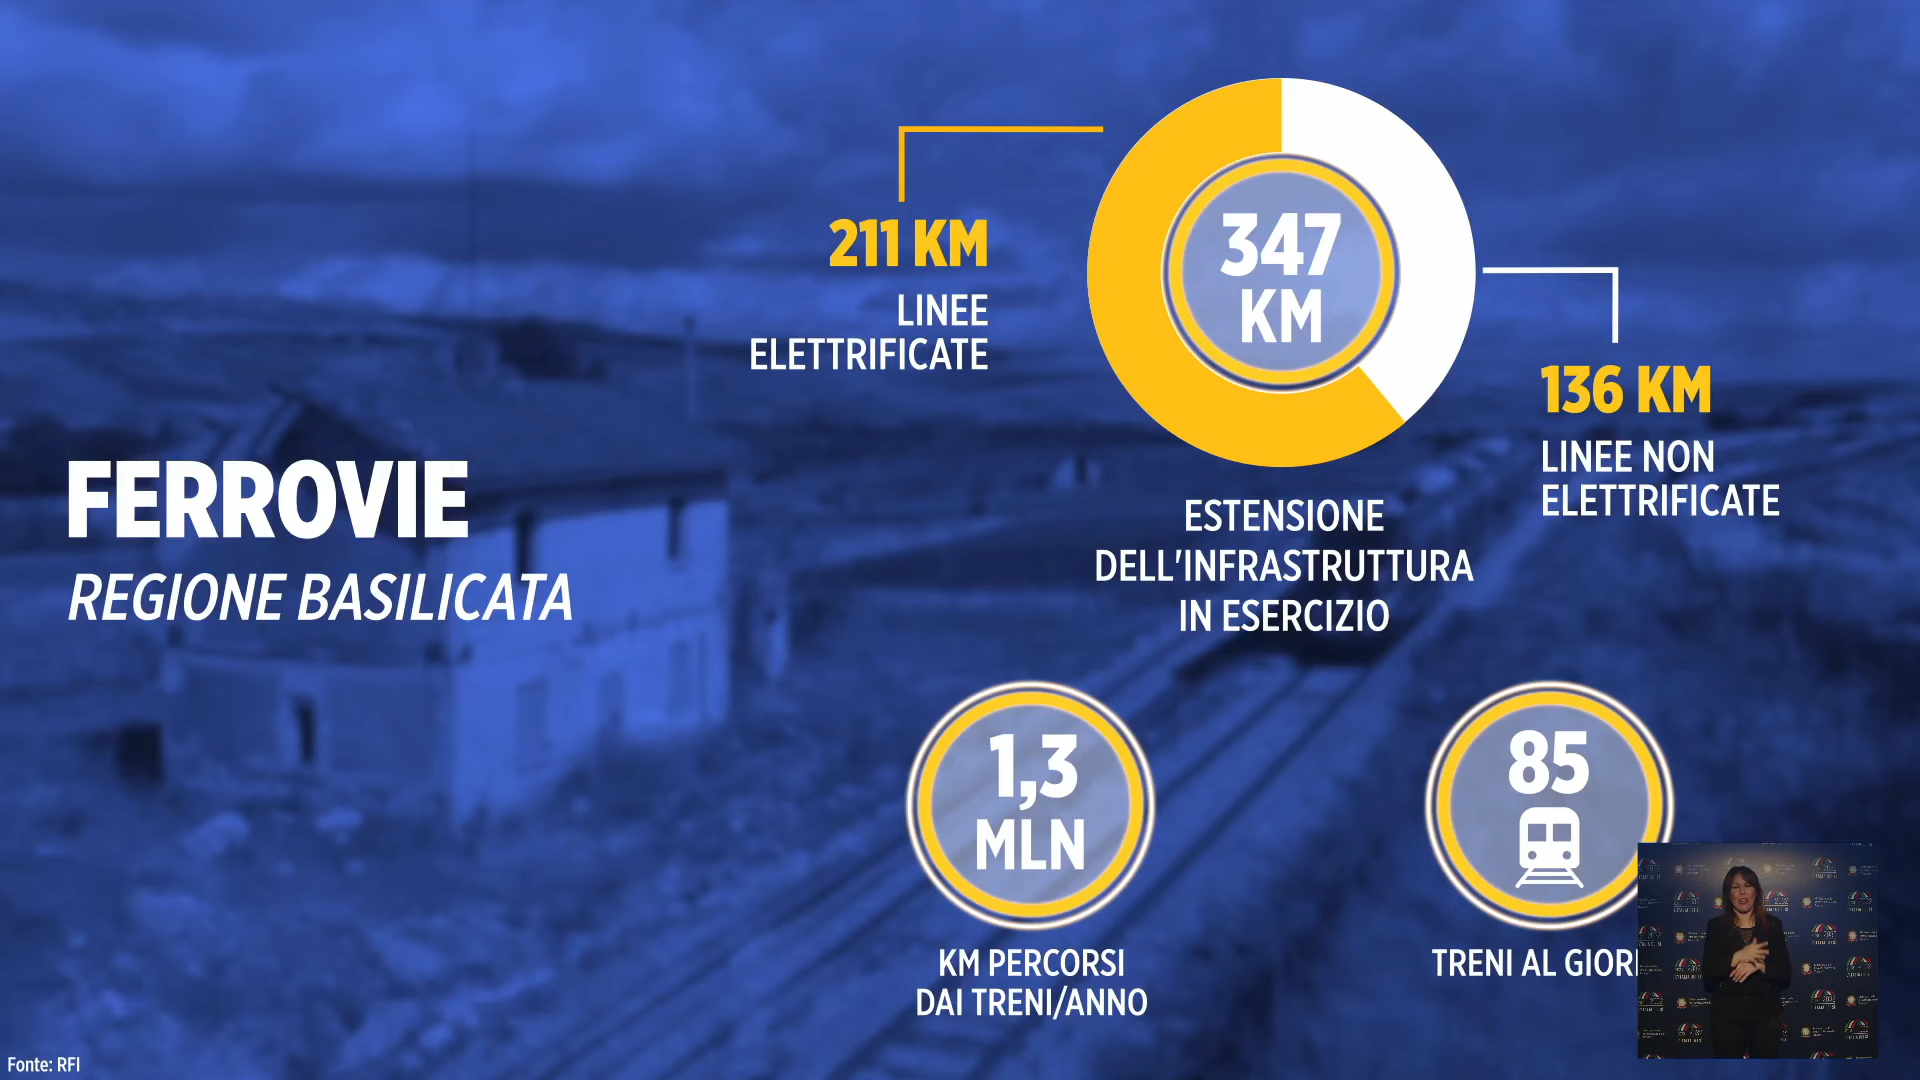 FERROVIE
REGIONE BASILICATA
211 KM
LINEE
ELETTRIFICATE
347
KM
136 KM
LINEE NON
ELETTRIFICATE
ESTENSIONE
DELL'INFRASTRUTTURA
IN ESERCIZIO
1,3
MLN
KM PERCORSI
DAI TRENI/ANNO
85
TRENI AL GIOR
Fonte: RFI